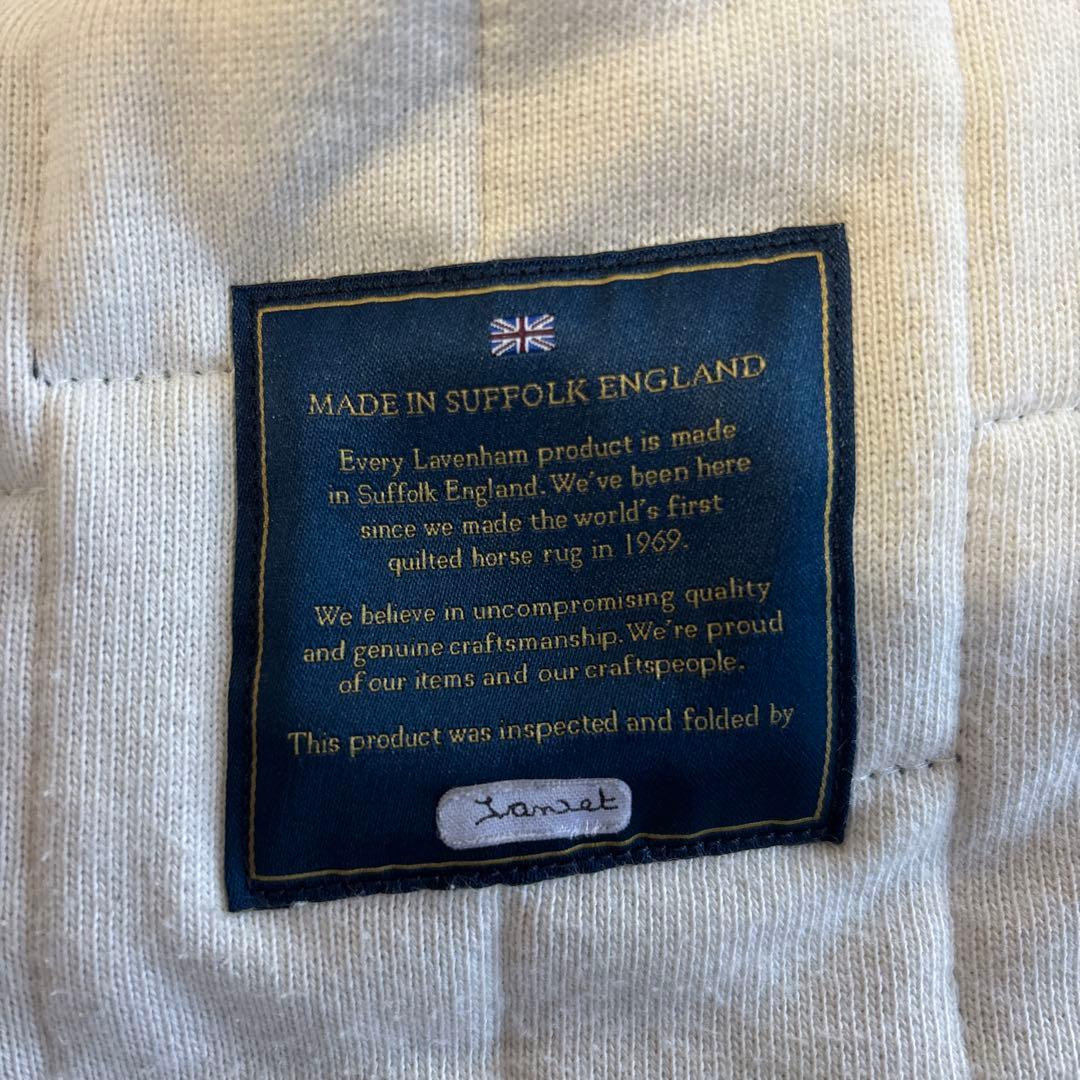 MADE IN SUFFOLK ENGLAND
Every Lavenham product is made
in Suffolk England. We've been here
since we made the world's first
quilted horse rug in 1969.
We believe in uncompromising quality
and genuine craftsmanship. We're proud
of our items and our craftspeople.
This product was inspected and folded by